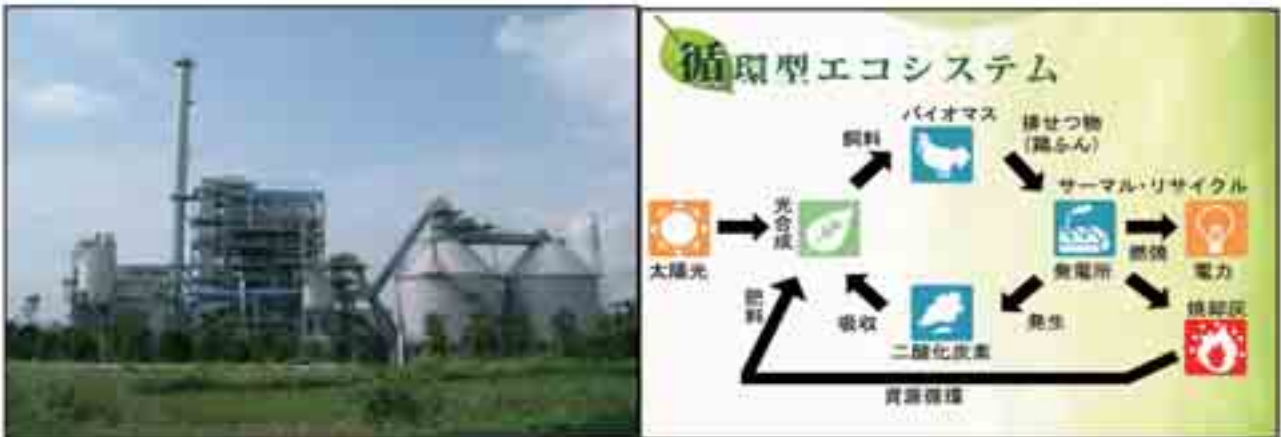 循環型エコシステム
バイオマス
飼料
排せつ物
(鶏ふん)
サーマル・リサイクル
光合成
太陽光
発電所
燃焼
電力
肥料
吸収
二酸化炭素
発生
焼却灰
資源循環